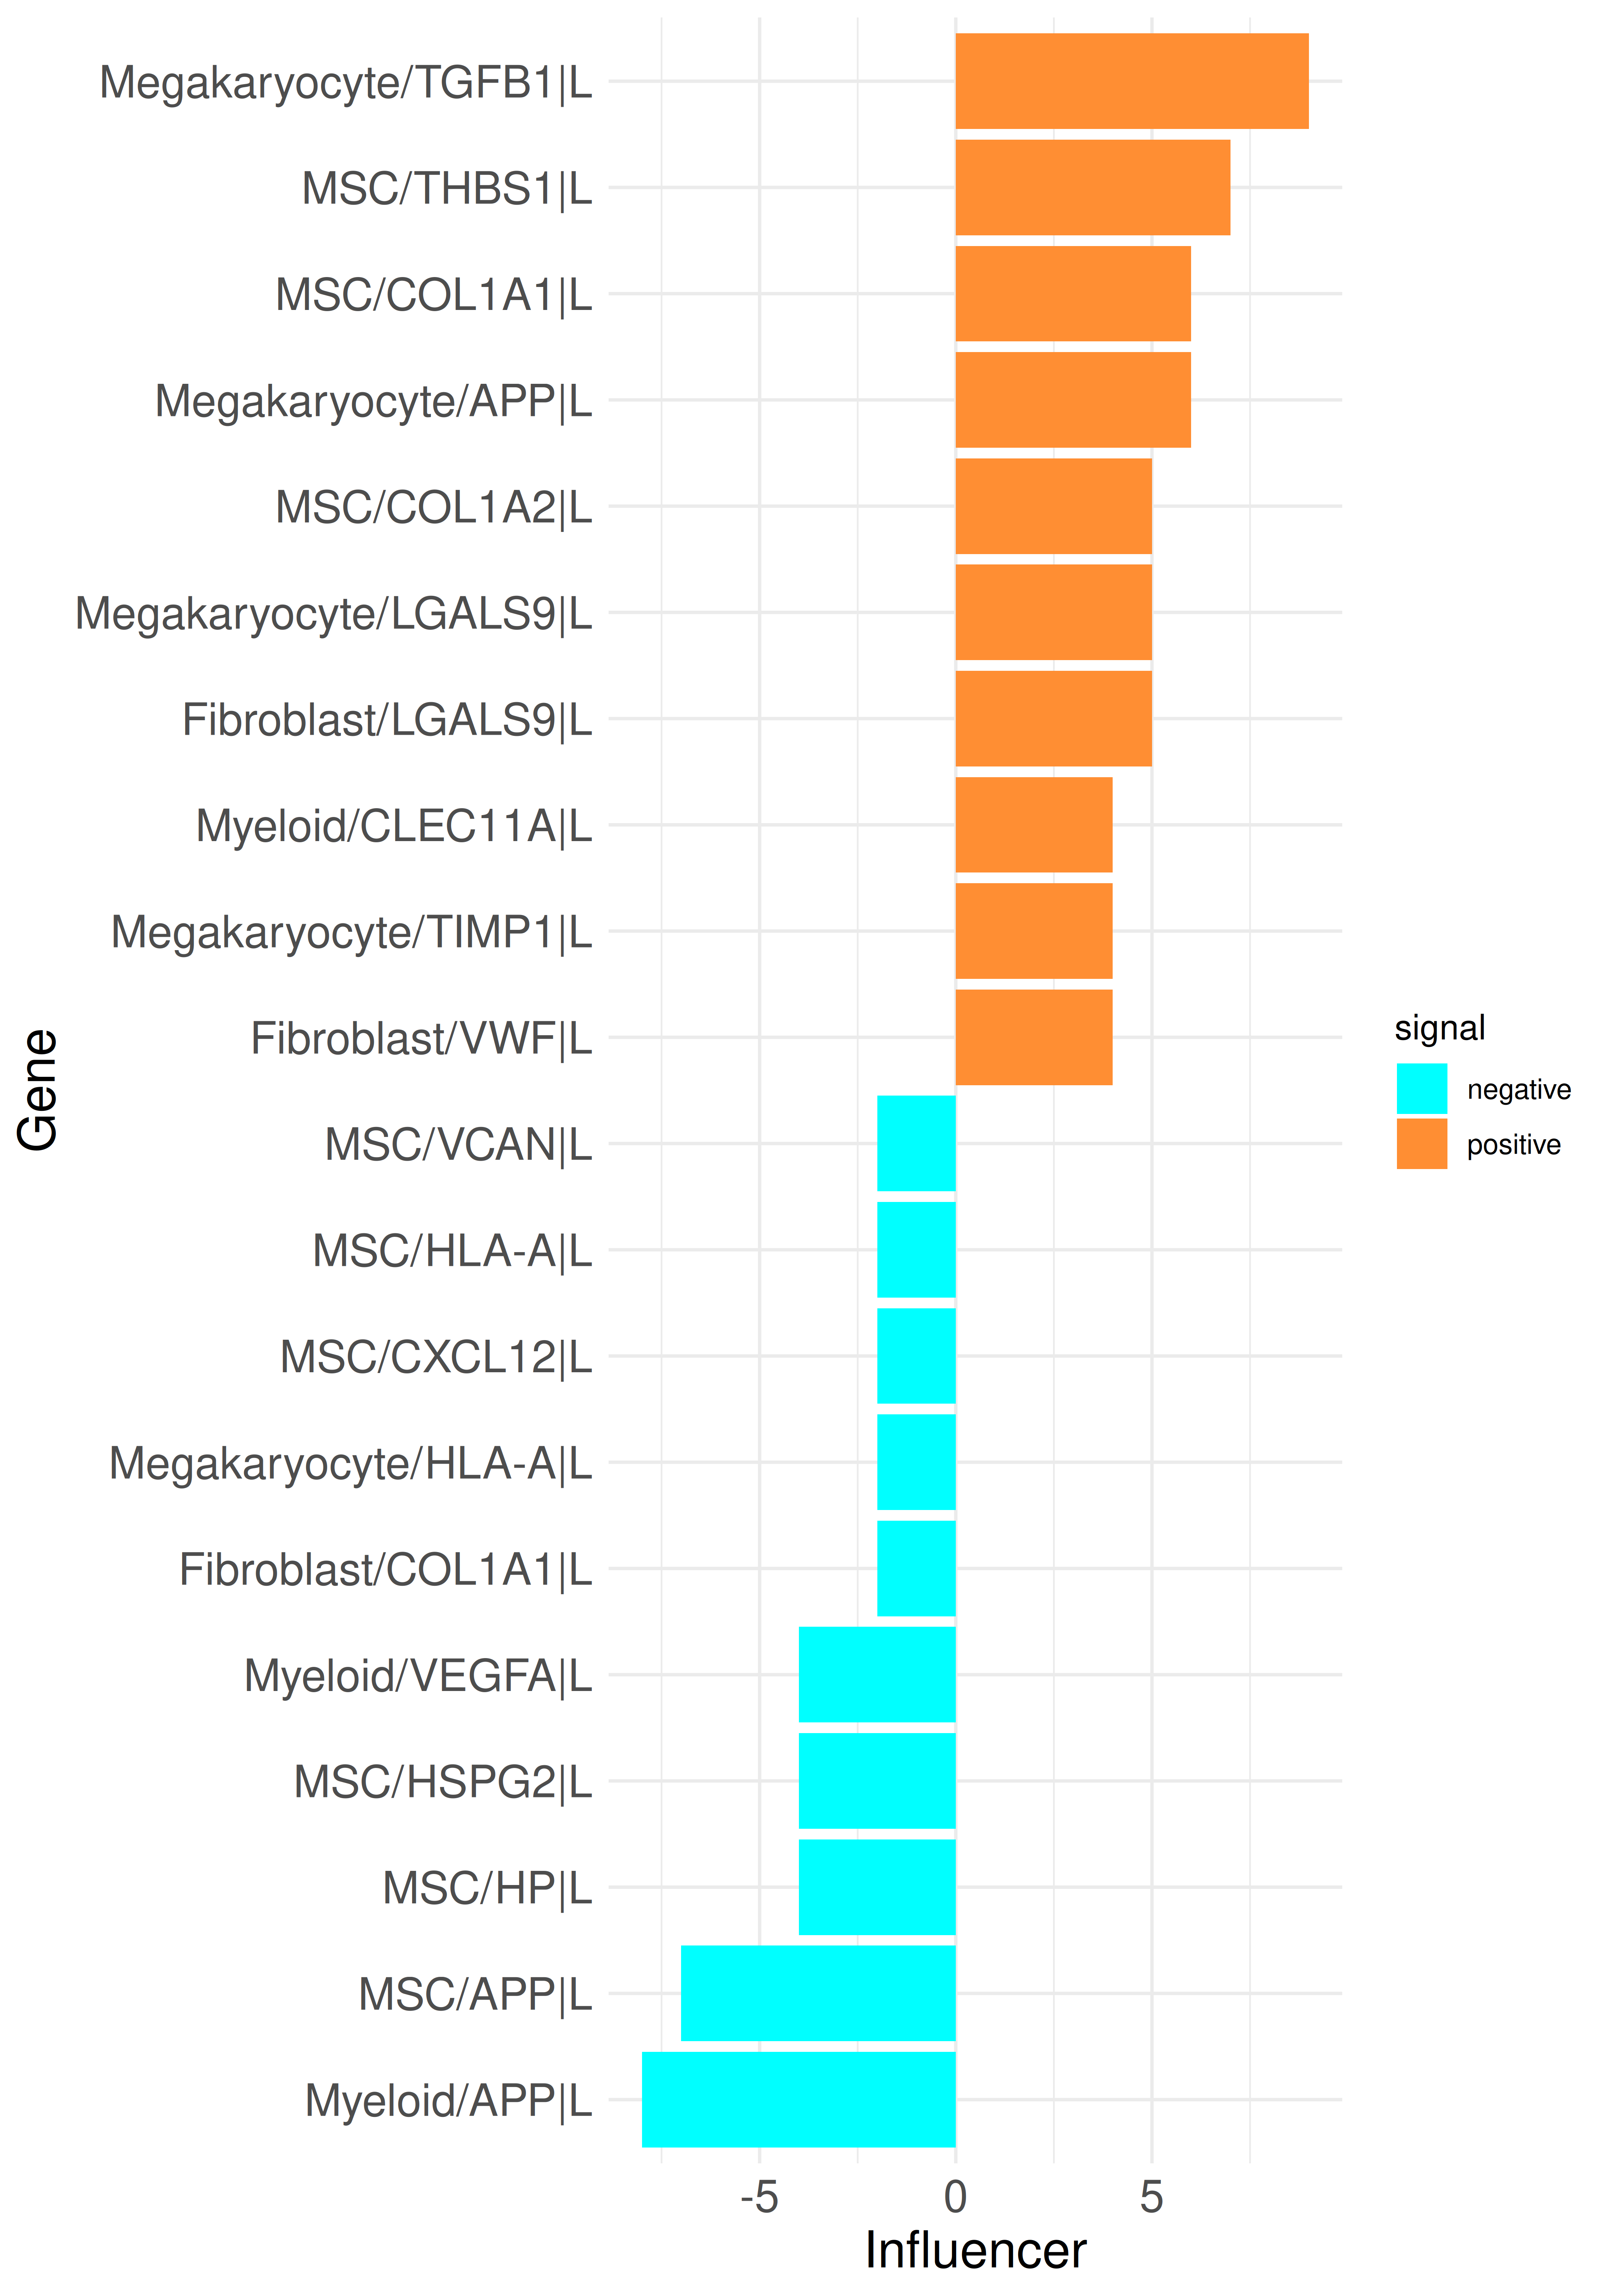 Megakaryocyte/TGFB1|L
MSC/THBS1|L
MSC/COL1A1|L
Megakaryocyte/APP|L
MSC/COL1A2|L
Megakaryocyte/LGALS9|L
Fibroblast/LGALS9|L
Myeloid/CLEC11A|L
Megakaryocyte/TIMP1|L
Fibroblast/VWF|L
MSC/VCAN|L
MSC/HLA-A|L
MSC/CXCL12|L
Megakaryocyte/HLA-A|L
Fibroblast/COL1A1|L
Myeloid/VEGFA|L
MSC/HSPG2|L
MSC/HP|L
MSC/APP|L
Myeloid/APP|L
Gene
-5 0 5
Influencer
signal
negative
positive